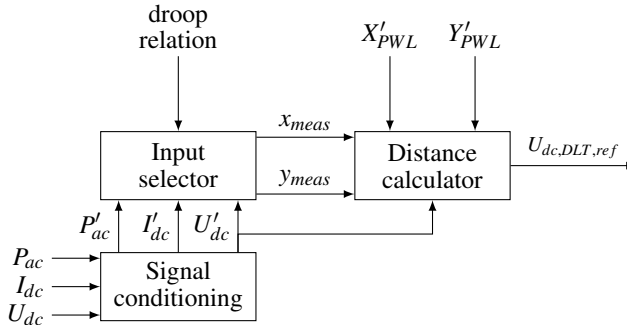 droop
relation
X′_PWL
Y′_PWL
x_meas
Input
selector
Distance
calculator
U_dc,DLT,ref
y_meas
P′_ac
I′_dc
U′_dc
P_ac
I_dc
U_dc
Signal
conditioning